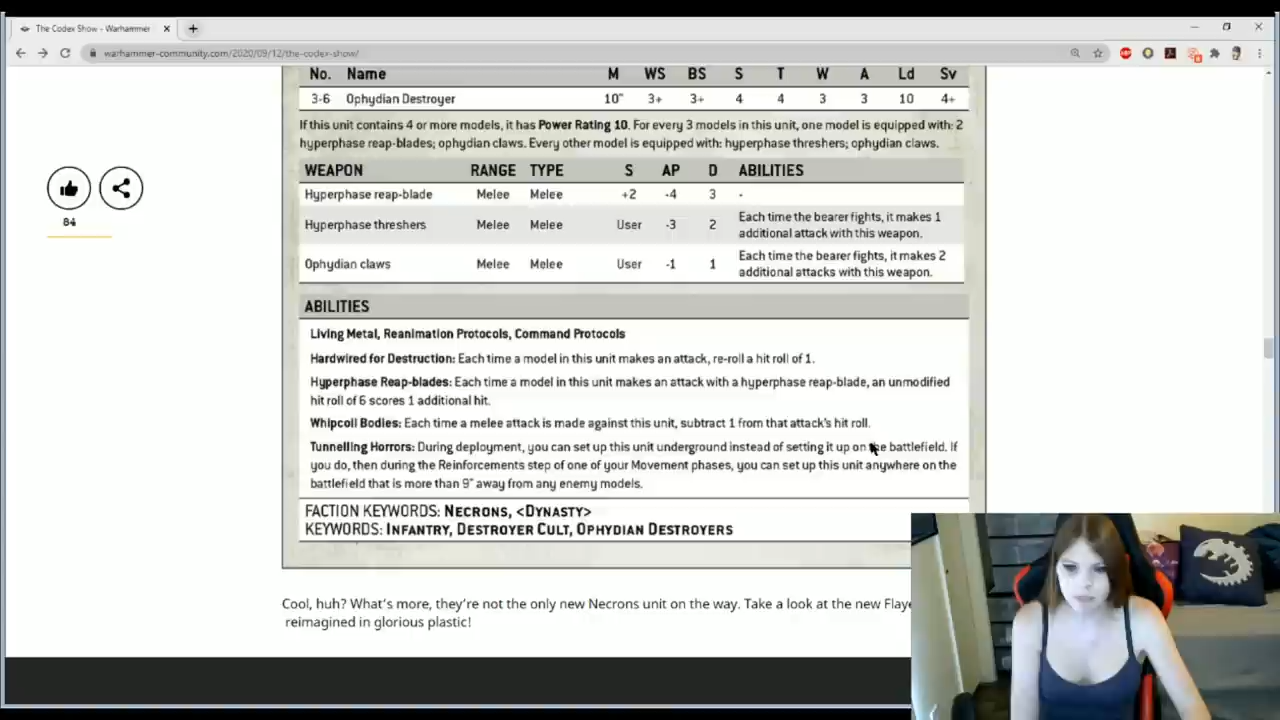 The Codex Show - Warhammer
warhammer-community.com/2020/09/12/the-codex-show/
No. Name M WS BS S T W A Ld Sv
3-6 Ophydian Destroyer 10" 3+ 3+ 4 4 3 3 10 4+
If this unit contains 4 or more models, it has Power Rating 10. For every 3 models in this unit, one model is equipped with: 2
hyperphase reap-blades; ophydian claws. Every other model is equipped with: hyperphase threshers; ophydian claws.
WEAPON RANGE TYPE S AP D ABILITIES
Hyperphase reap-blade Melee Melee +2 -4 3 -
Hyperphase threshers Melee Melee User -3 2 Each time the bearer fights, it makes 1
additional attack with this weapon.
Ophydian claws Melee Melee User -1 1 Each time the bearer fights, it makes 2
additional attacks with this weapon.
ABILITIES
Living Metal, Reanimation Protocols, Command Protocols
Hardwired for Destruction: Each time a model in this unit makes an attack, re-roll a hit roll of 1.
Hyperphase Reap-blades: Each time a model in this unit makes an attack with a hyperphase reap-blade, an unmodified
hit roll of 6 scores 1 additional hit.
Whipcoil Bodies: Each time a melee attack is made against this unit, subtract 1 from that attack's hit roll.
Tunnelling Horrors: During deployment, you can set up this unit underground instead of setting it up on the battlefield. If
you do, then during the Reinforcements step of one of your Movement phases, you can set up this unit anywhere on the
battlefield that is more than 9" away from any enemy models.
FACTION KEYWORDS: NECRONS, <DYNASTY>
KEYWORDS: INFANTRY, DESTROYER CULT, OPHYDIAN DESTROYERS
84
Cool, huh? What's more, they're not the only new Necrons unit on the way. Take a look at the new Flaye
reimagined in glorious plastic!